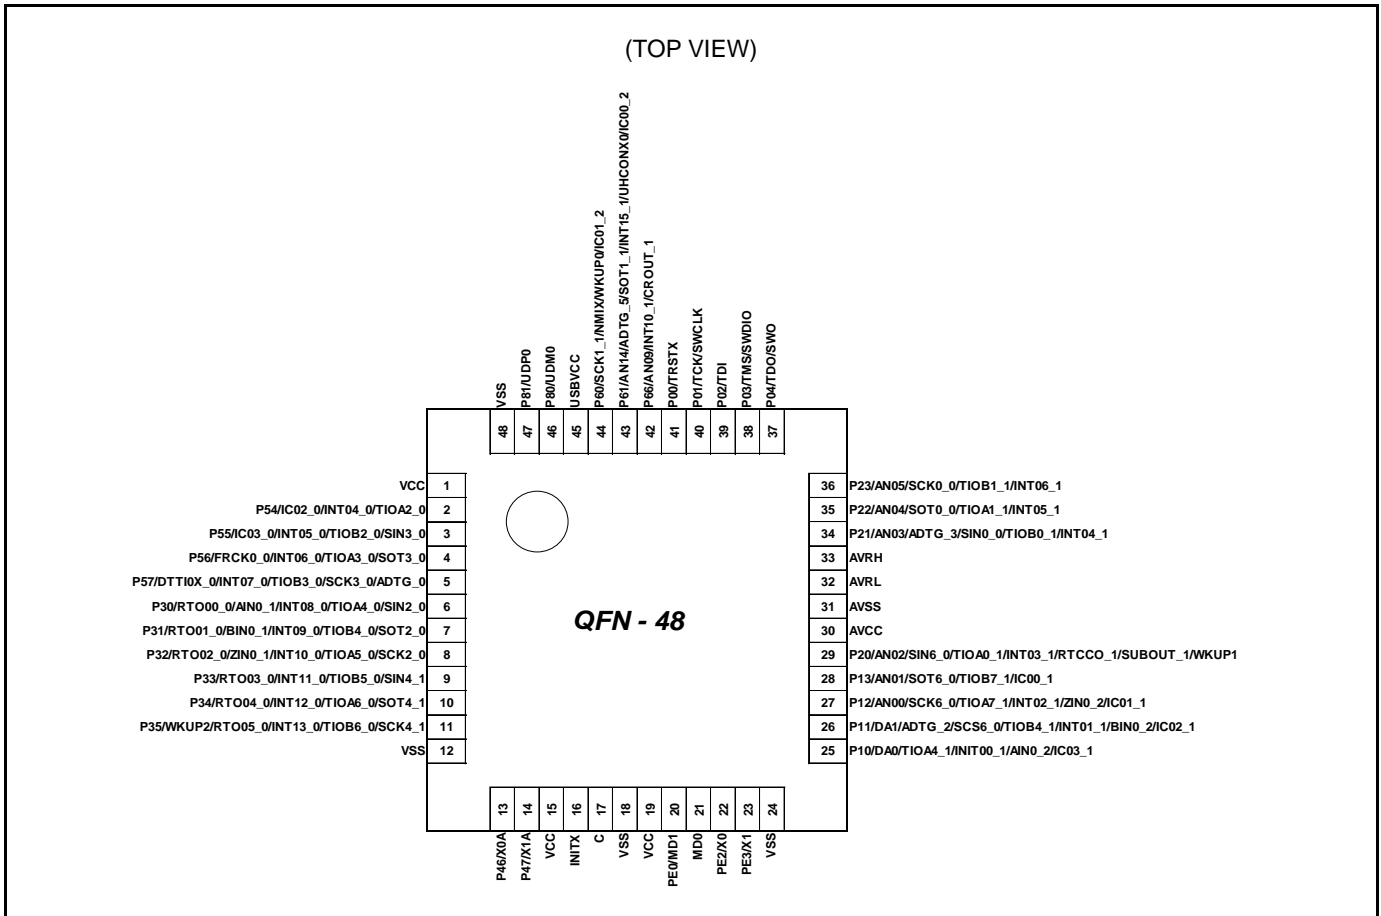 (TOP VIEW)
VSS
P81/UDP0
P80/UDM0
USBVCC
P60/SCK1_1/NMIX/WKUP0/IC01_2
P61/AN14/ADTG_5/SOT1_1/INT15_1/UHCONX0/IC00_2
P66/AN09/INT10_1/CROUT_1
P00/TRSTX
P01/TCK/SWCLK
P02/TDI
P03/TMS/SWDIO
P04/TDO/SWO
48 47 46 45 44 43 42 41 40 39 38 37
VCC 1
P54/IC02_0/INT04_0/TIOA2_0 2
P55/IC03_0/INT05_0/TIOB2_0/SIN3_0 3
P56/FRCK0_0/INT06_0/TIOA3_0/SOT3_0 4
P57/DTTI0X_0/INT07_0/TIOB3_0/SCK3_0/ADTG_0 5
P30/RTO00_0/AIN0_1/INT08_0/TIOA4_0/SIN2_0 6
P31/RTO01_0/BIN0_1/INT09_0/TIOB4_0/SOT2_0 7
P32/RTO02_0/ZIN0_1/INT10_0/TIOA5_0/SCK2_0 8
P33/RTO03_0/INT11_0/TIOB5_0/SIN4_1 9
P34/RTO04_0/INT12_0/TIOA6_0/SOT4_1 10
P35/WKUP2/RTO05_0/INT13_0/TIOB6_0/SCK4_1 11
VSS 12
QFN - 48
36 P23/AN05/SCK0_0/TIOB1_1/INT06_1
35 P22/AN04/SOT0_0/TIOA1_1/INT05_1
34 P21/AN03/ADTG_3/SIN0_0/TIOB0_1/INT04_1
33 AVRH
32 AVRL
31 AVSS
30 AVCC
29 P20/AN02/SIN6_0/TIOA0_1/INT03_1/RTCCO_1/SUBOUT_1/WKUP1
28 P13/AN01/SOT6_0/TIOB7_1/IC00_1
27 P12/AN00/SCK6_0/TIOA7_1/INT02_1/ZIN0_2/IC01_1
26 P11/DA1/ADTG_2/SCS6_0/TIOB4_1/INT01_1/BIN0_2/IC02_1
25 P10/DA0/TIOA4_1/INIT00_1/AIN0_2/IC03_1
13 14 15 16 17 18 19 20 21 22 23 24
P46/X0A
P47/X1A
VCC
INITX
C
VSS
VCC
PE0/MD1
MD0
PE2/X0
PE3/X1
VSS